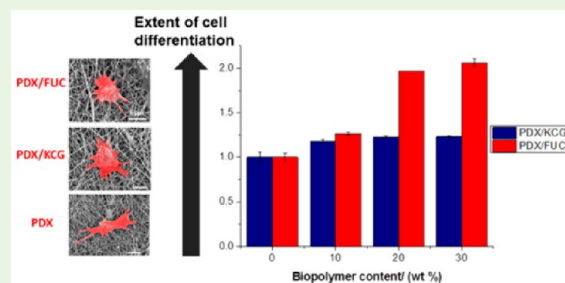 Extent of cell
differentiation
PDX/FUC
PDX/KCG
PDX
2.0
1.5
1.0
0.5
0.0
0
10
20
30
Biopolymer content/ (wt %)
PDX/KCG
PDX/FUC